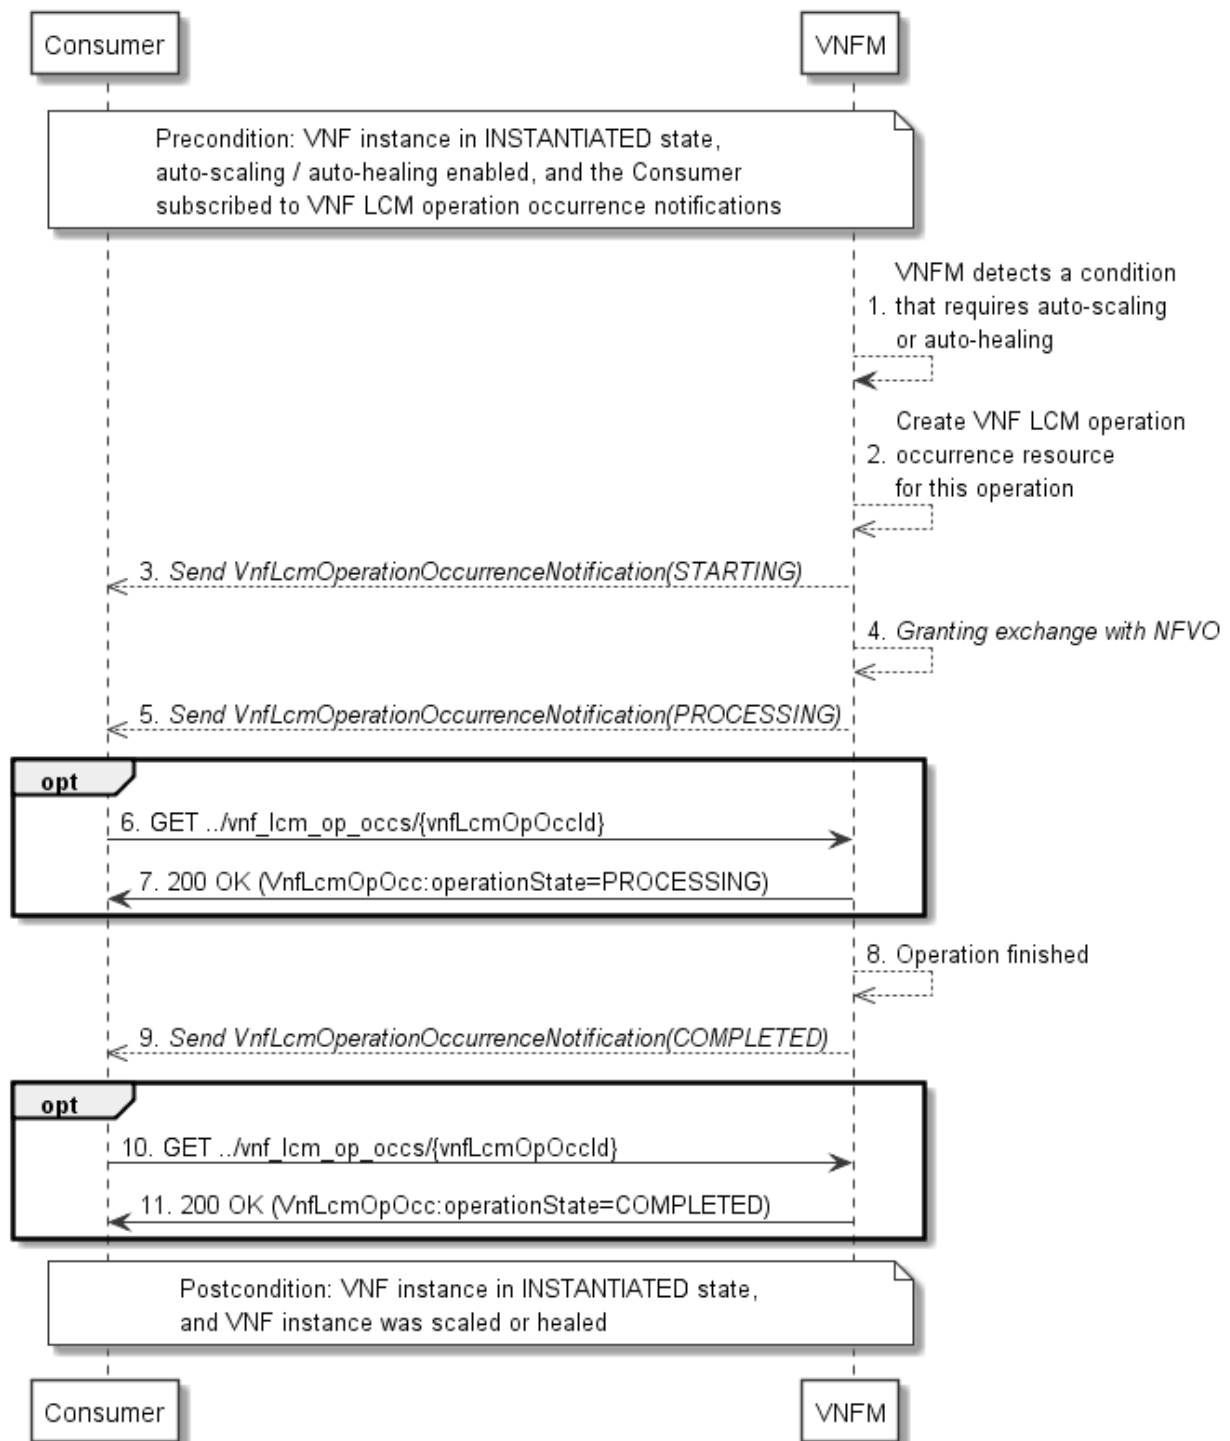 Consumer
VNFM
Precondition: VNF instance in INSTANTIATED state,
auto-scaling / auto-healing enabled, and the Consumer
subscribed to VNF LCM operation occurrence notifications
VNFM detects a condition
1. that requires auto-scaling
or auto-healing
Create VNF LCM operation
2. occurrence resource
for this operation
3. Send VnfLcmOperationOccurrenceNotification(STARTING)
4. Granting exchange with NFVO
5. Send VnfLcmOperationOccurrenceNotification(PROCESSING)
opt
6. GET ../vnf_lcm_op_occs/{vnfLcmOpOccId}
7. 200 OK (VnfLcmOpOcc:operationState=PROCESSING)
8. Operation finished
9. Send VnfLcmOperationOccurrenceNotification(COMPLETED)
opt
10. GET ../vnf_lcm_op_occs/{vnfLcmOpOccId}
11. 200 OK (VnfLcmOpOcc:operationState=COMPLETED)
Postcondition: VNF instance in INSTANTIATED state,
and VNF instance was scaled or healed
Consumer
VNFM